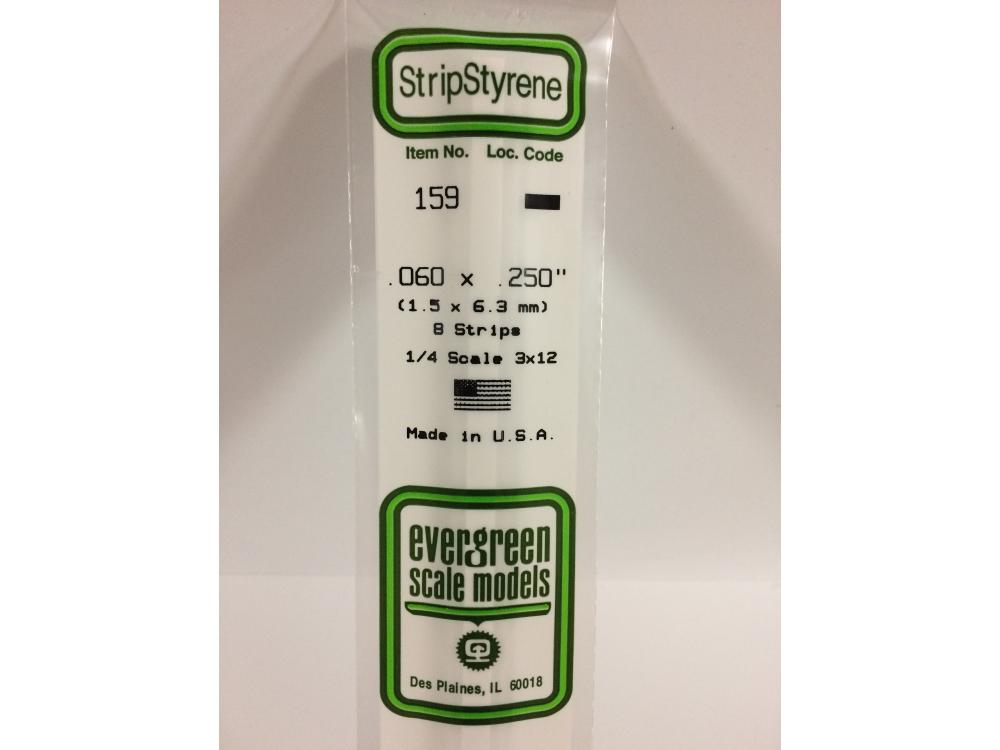 StripStyrene
Item No. Loc. Code
159
.060 x .250"
(1.5 x 6.3 mm)
8 Strips
1/4 Scale 3x12
Made in U.S.A.
evergreen
scale models
Des Plaines, IL 60018